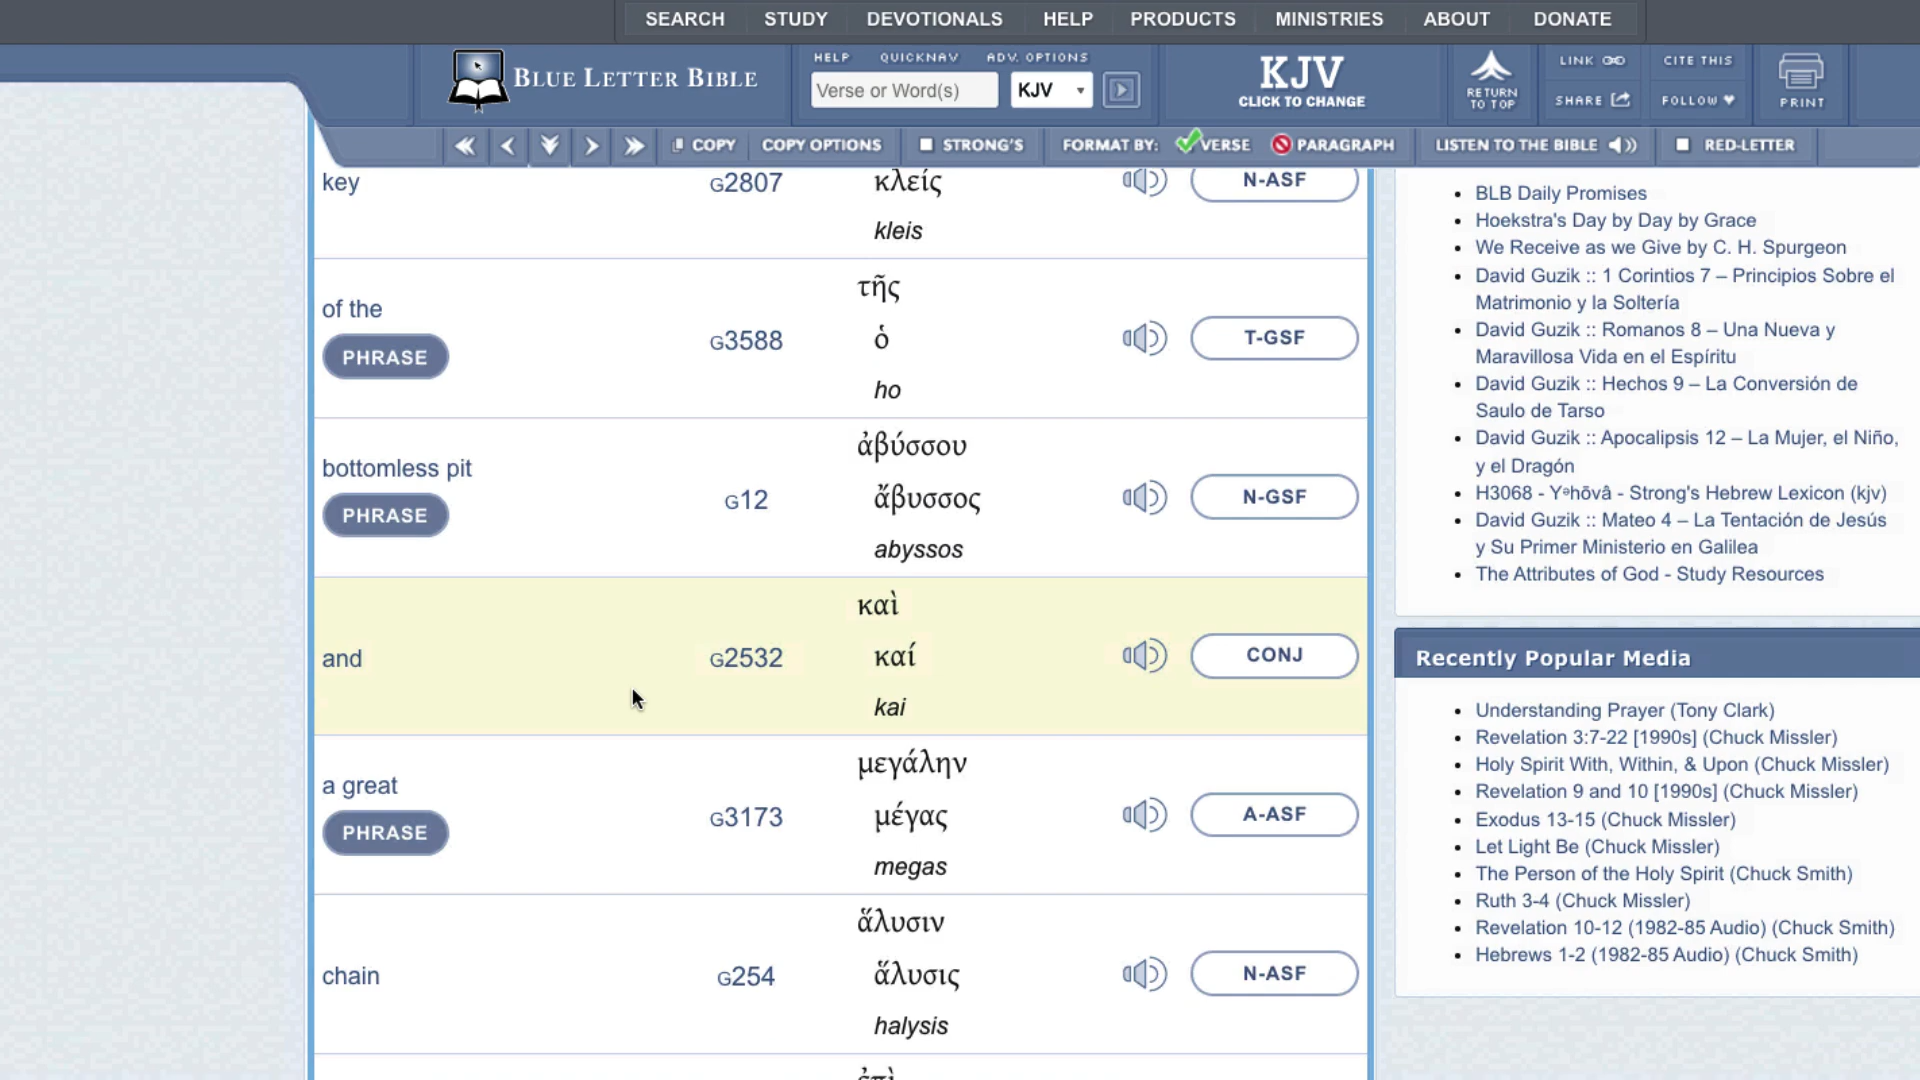 SEARCH STUDY DEVOTIONALS HELP PRODUCTS MINISTRIES ABOUT DONATE
BLUE LETTER BIBLE
HELP QUICKNAV ADV. OPTIONS
Verse or Word(s) KJV
KJV
CLICK TO CHANGE
RETURN
TO TOP
LINK
SHARE
CITE THIS
FOLLOW
PRINT
COPY COPY OPTIONS STRONG'S FORMAT BY: VERSE PARAGRAPH LISTEN TO THE BIBLE RED-LETTER
key G2807 κλείς N-ASF
kleis
τῆς
of the G3588 ὁ T-GSF
PHRASE
ho
ἀβύσσου
bottomless pit G12 ἄβυσσος N-GSF
PHRASE
abyssos
καὶ
and G2532 καί CONJ
kai
μεγάλην
a great G3173 μέγας A-ASF
PHRASE
megas
ἅλυσιν
chain G254 ἅλυσις N-ASF
halysis
ἐπὶ
BLB Daily Promises
Hoekstra's Day by Day by Grace
We Receive as we Give by C. H. Spurgeon
David Guzik :: 1 Corintios 7 – Principios Sobre el
Matrimonio y la Soltería
David Guzik :: Romanos 8 – Una Nueva y
Maravillosa Vida en el Espíritu
David Guzik :: Hechos 9 – La Conversión de
Saulo de Tarso
David Guzik :: Apocalipsis 12 – La Mujer, el Niño,
y el Dragón
H3068 - Yᵊhōvâ - Strong's Hebrew Lexicon (kjv)
David Guzik :: Mateo 4 – La Tentación de Jesús
y Su Primer Ministerio en Galilea
The Attributes of God - Study Resources
Recently Popular Media
Understanding Prayer (Tony Clark)
Revelation 3:7-22 [1990s] (Chuck Missler)
Holy Spirit With, Within, & Upon (Chuck Missler)
Revelation 9 and 10 [1990s] (Chuck Missler)
Exodus 13-15 (Chuck Missler)
Let Light Be (Chuck Missler)
The Person of the Holy Spirit (Chuck Smith)
Ruth 3-4 (Chuck Missler)
Revelation 10-12 (1982-85 Audio) (Chuck Smith)
Hebrews 1-2 (1982-85 Audio) (Chuck Smith)